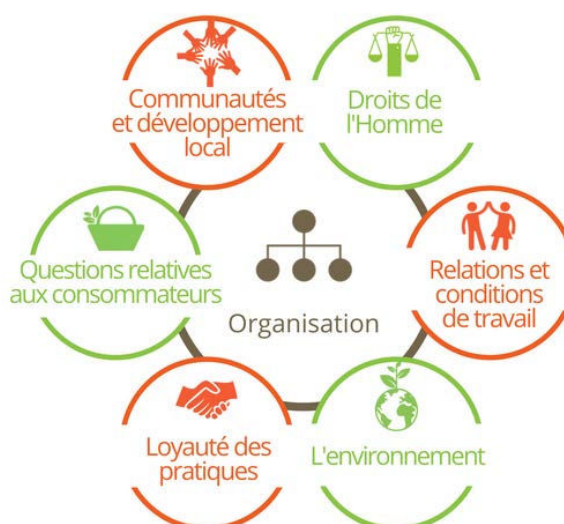 Communautés
et développement
local
Droits de
l'Homme
Questions relatives
aux consommateurs
Organisation
Relations et
conditions
de travail
Loyauté des
pratiques
L'environnement